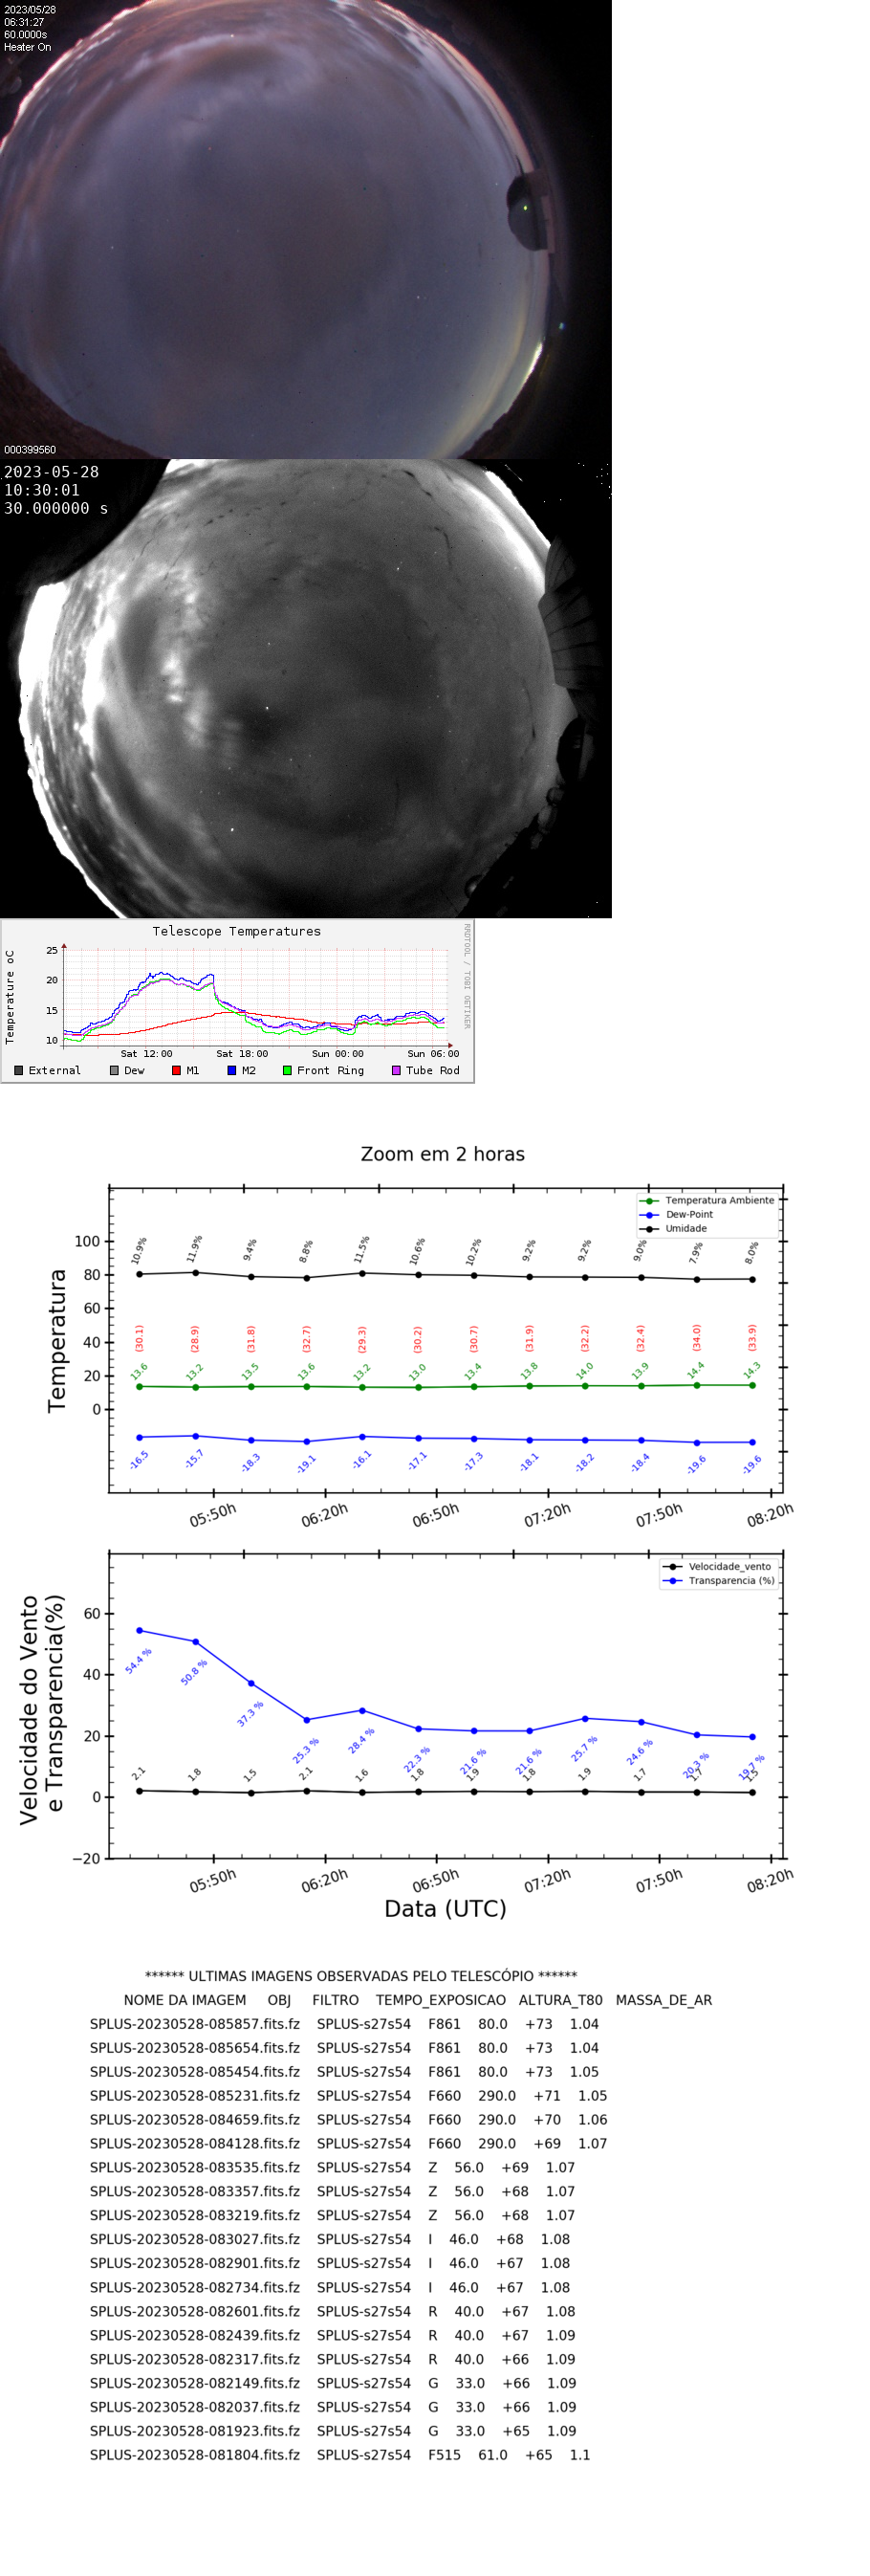 2023/05/28
06:31:27
60.0000s
Heater On
000399560
2023-05-28
10:30:01
30.000000 s
Telescope Temperatures
RRDTOOL / TOBI OETIKER
Temperature oC
25
20
15
10
Sat 12:00 Sat 18:00 Sun 00:00 Sun 06:00
External Dew M1 M2 Front Ring Tube Rod
Zoom em 2 horas
Temperatura
100
80
60
40
20
0
Temperatura Ambiente
Dew-Point
Umidade
10.9% 11.9% 9.4% 8.8% 11.5% 10.6% 10.2% 9.2% 9.2% 9.0% 7.9% 8.0%
(30.1) (28.9) (31.8) (32.7) (29.3) (30.2) (30.7) (31.9) (32.2) (32.4) (34.0) (33.9)
13.6 13.2 13.5 13.6 13.2 13.0 13.4 13.8 14.0 13.9 14.4 14.3
-16.5 -15.7 -18.3 -19.1 -16.1 -17.1 -17.3 -18.1 -18.2 -18.4 -19.6 -19.6
05:50h 06:20h 06:50h 07:20h 07:50h 08:20h
Velocidade do Vento
e Transparencia(%)
60
40
20
0
−20
Velocidade_vento
Transparencia (%)
54.4 % 50.8 % 37.3 % 25.3 % 28.4 % 22.3 % 21.6 % 21.6 % 25.7 % 24.6 % 20.3 % 19.7 %
2.1 1.8 1.5 2.1 1.6 1.8 1.9 1.8 1.9 1.7 1.7 1.5
05:50h 06:20h 06:50h 07:20h 07:50h 08:20h
Data (UTC)
****** ULTIMAS IMAGENS OBSERVADAS PELO TELESCÓPIO ******
NOME DA IMAGEM OBJ FILTRO TEMPO_EXPOSICAO ALTURA_T80 MASSA_DE_AR
SPLUS-20230528-085857.fits.fz SPLUS-s27s54 F861 80.0 +73 1.04
SPLUS-20230528-085654.fits.fz SPLUS-s27s54 F861 80.0 +73 1.04
SPLUS-20230528-085454.fits.fz SPLUS-s27s54 F861 80.0 +73 1.05
SPLUS-20230528-085231.fits.fz SPLUS-s27s54 F660 290.0 +71 1.05
SPLUS-20230528-084659.fits.fz SPLUS-s27s54 F660 290.0 +70 1.06
SPLUS-20230528-084128.fits.fz SPLUS-s27s54 F660 290.0 +69 1.07
SPLUS-20230528-083535.fits.fz SPLUS-s27s54 Z 56.0 +69 1.07
SPLUS-20230528-083357.fits.fz SPLUS-s27s54 Z 56.0 +68 1.07
SPLUS-20230528-083219.fits.fz SPLUS-s27s54 Z 56.0 +68 1.07
SPLUS-20230528-083027.fits.fz SPLUS-s27s54 I 46.0 +68 1.08
SPLUS-20230528-082901.fits.fz SPLUS-s27s54 I 46.0 +67 1.08
SPLUS-20230528-082734.fits.fz SPLUS-s27s54 I 46.0 +67 1.08
SPLUS-20230528-082601.fits.fz SPLUS-s27s54 R 40.0 +67 1.08
SPLUS-20230528-082439.fits.fz SPLUS-s27s54 R 40.0 +67 1.09
SPLUS-20230528-082317.fits.fz SPLUS-s27s54 R 40.0 +66 1.09
SPLUS-20230528-082149.fits.fz SPLUS-s27s54 G 33.0 +66 1.09
SPLUS-20230528-082037.fits.fz SPLUS-s27s54 G 33.0 +66 1.09
SPLUS-20230528-081923.fits.fz SPLUS-s27s54 G 33.0 +65 1.09
SPLUS-20230528-081804.fits.fz SPLUS-s27s54 F515 61.0 +65 1.1